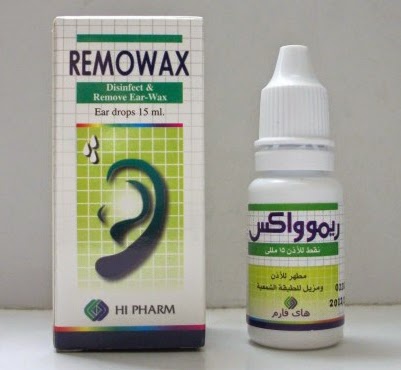 REMOWAX
Disinfect &
Remove Ear-Wax
Ear drops 15 ml.
HI PHARM
ريموواكس
نقط للأذن ١٥ مللى
مطهر للأذن
ومزيل للطبقة الشمعية
هاى فارم